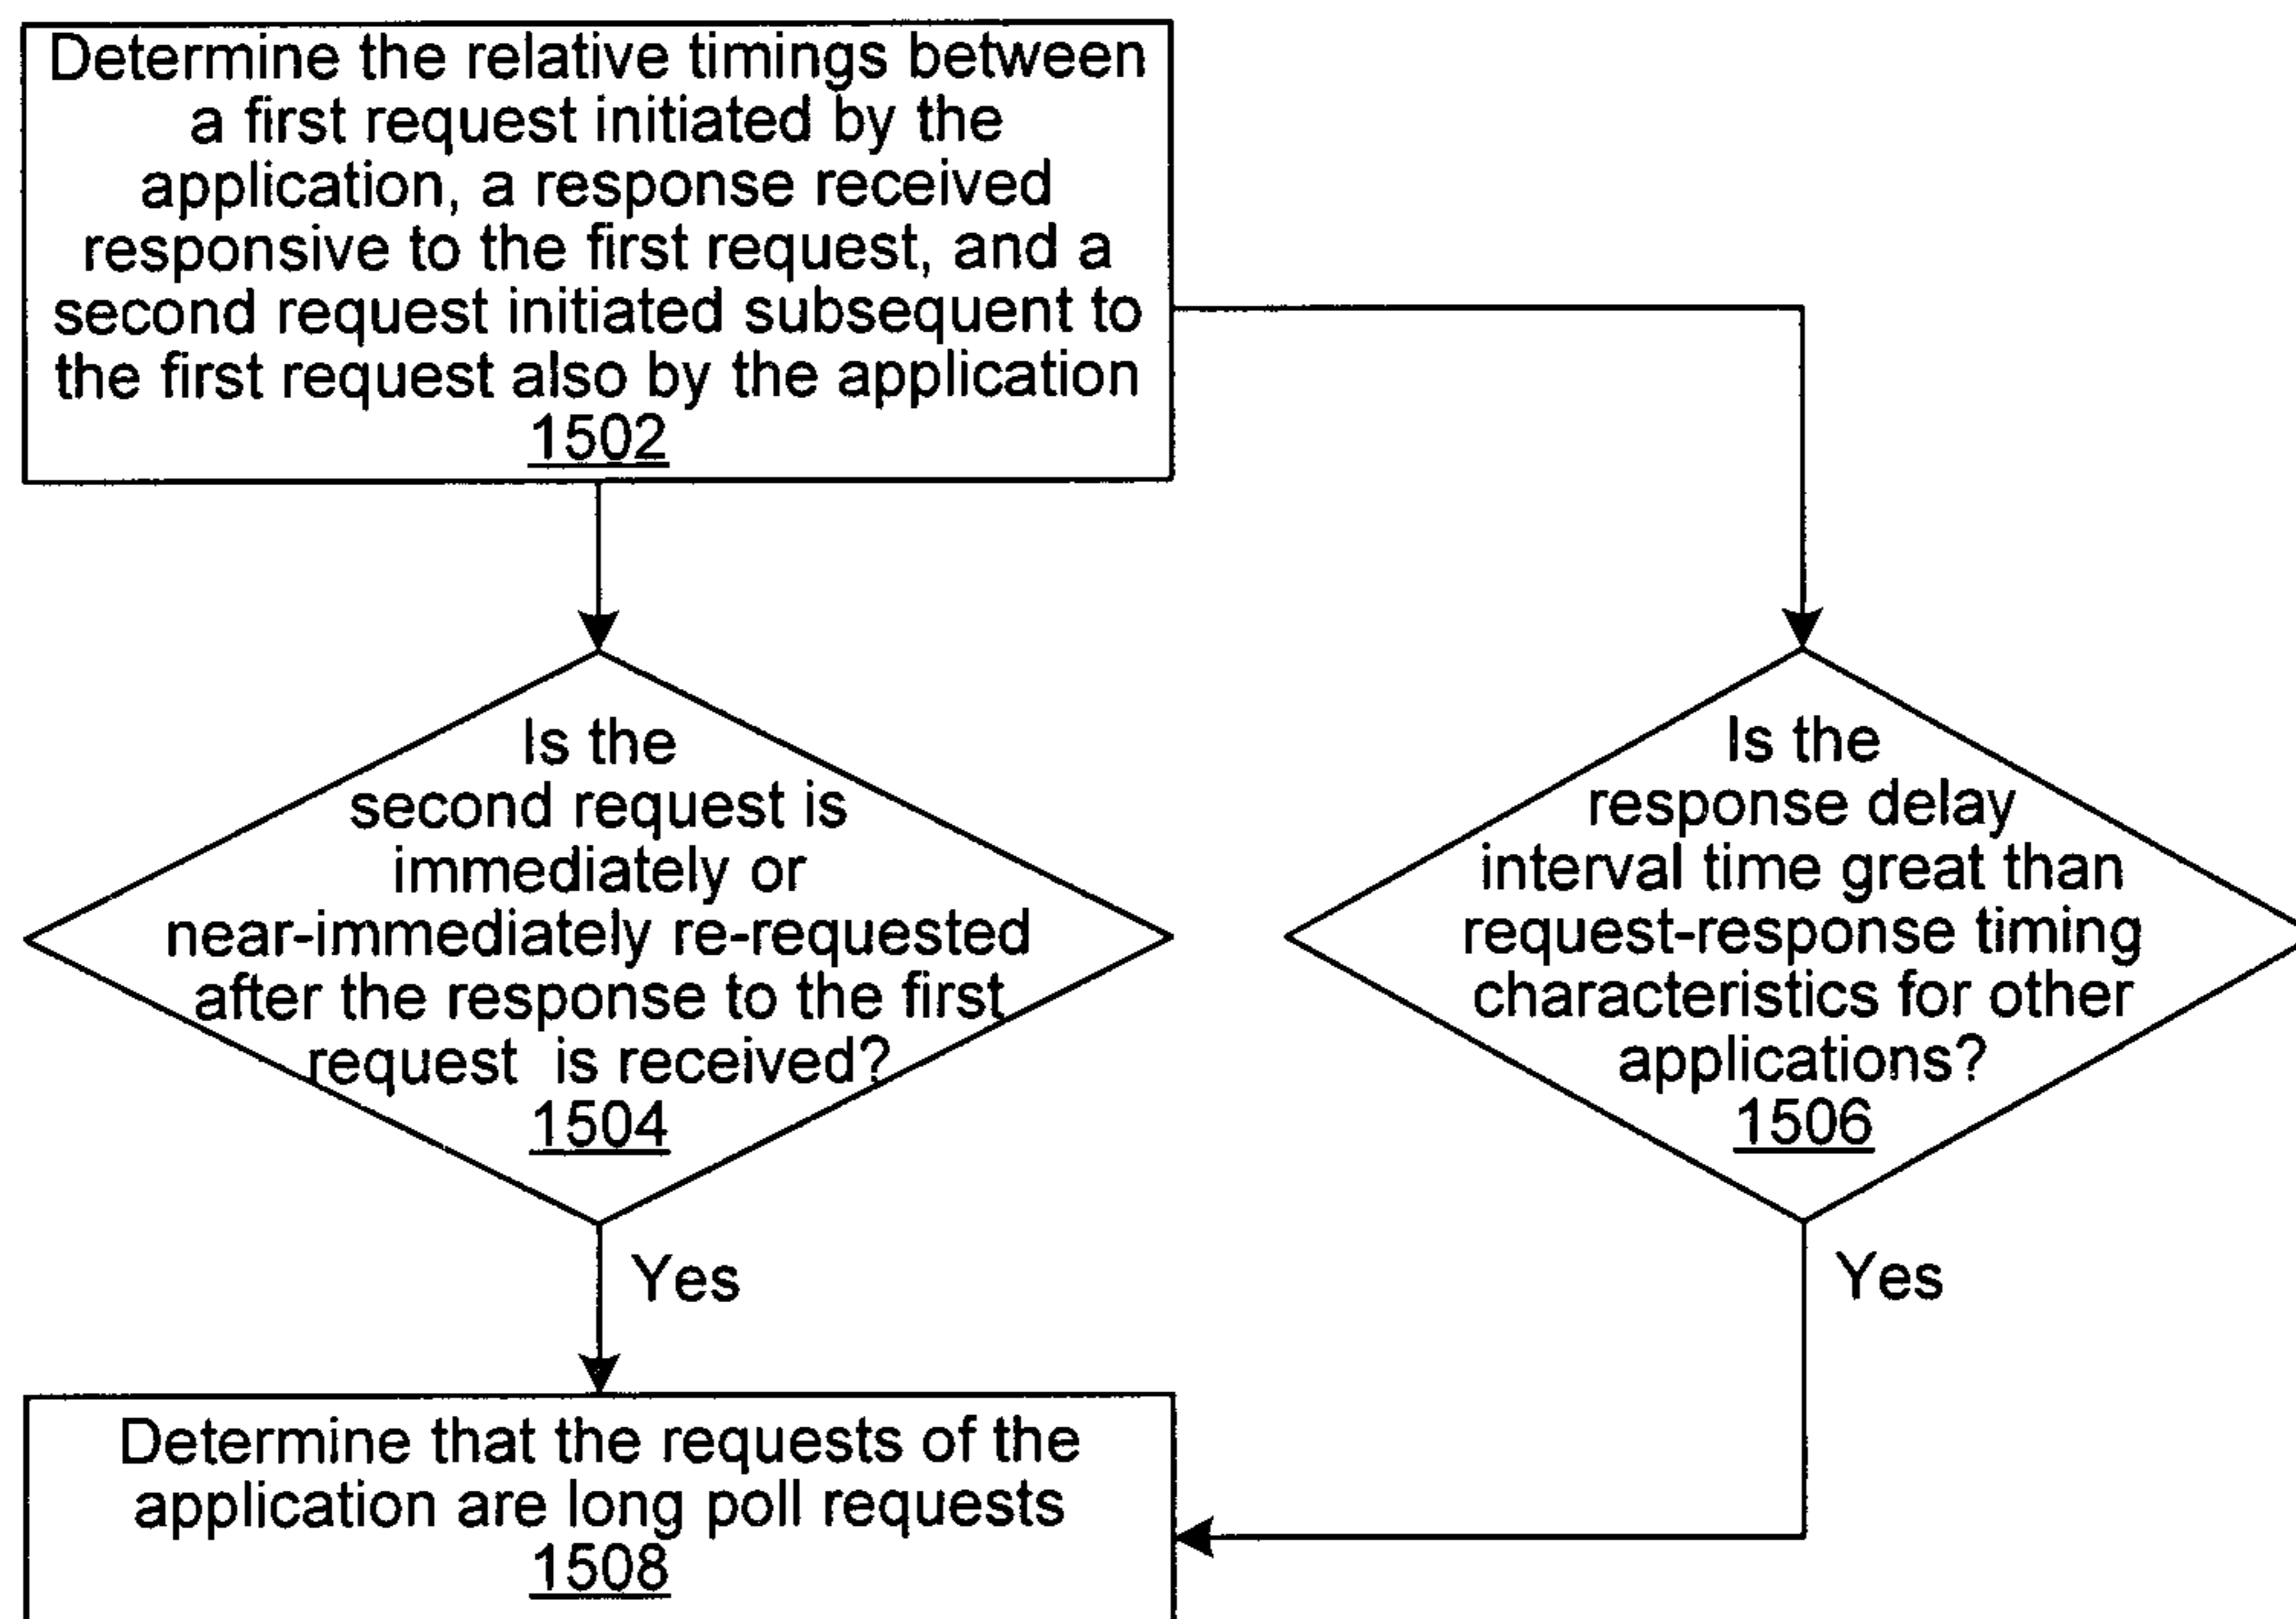 Determine the relative timings between
a first request initiated by the
application, a response received
responsive to the first request, and a
second request initiated subsequent to
the first request also by the application
1502
Is the
second request is
immediately or
near-immediately re-requested
after the response to the first
request is received?
1504
Yes
Is the
response delay
interval time great than
request-response timing
characteristics for other
applications?
1506
Yes
Determine that the requests of the
application are long poll requests
1508